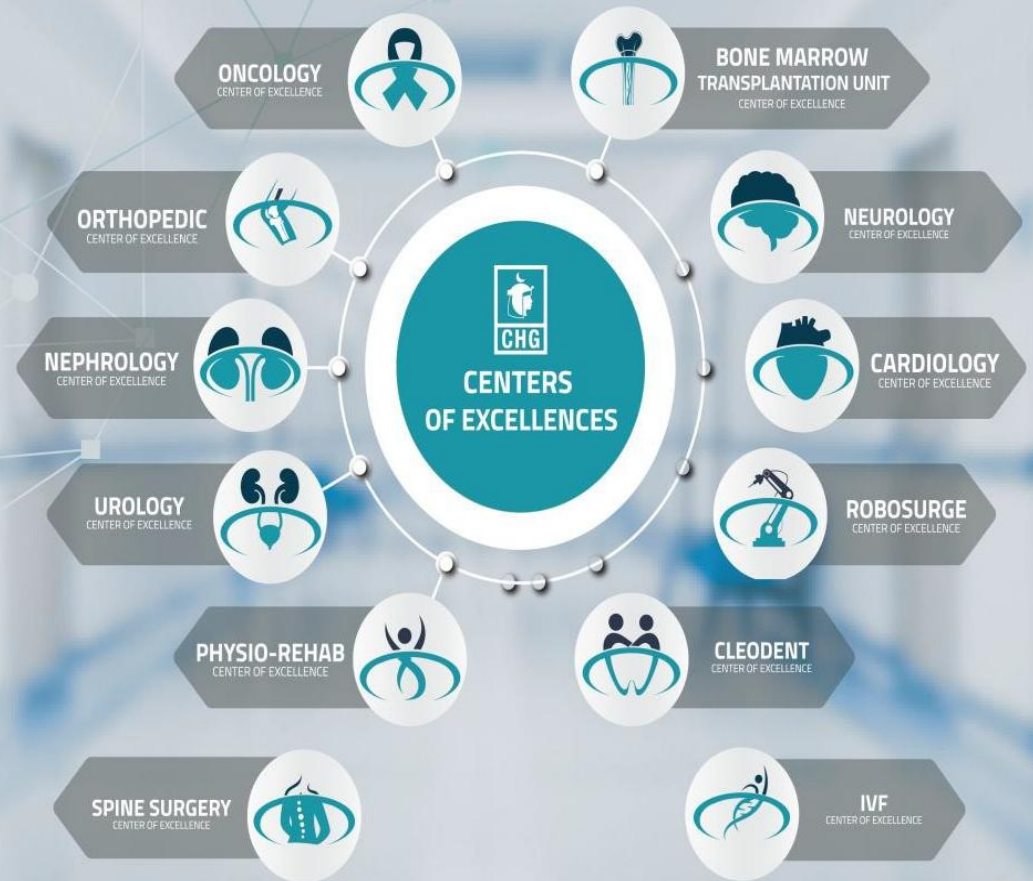 ONCOLOGY
CENTER OF EXCELLENCE
BONE MARROW
TRANSPLANTATION UNIT
CENTER OF EXCELLENCE
ORTHOPEDIC
CENTER OF EXCELLENCE
NEUROLOGY
CENTER OF EXCELLENCE
CHG
CENTERS
OF EXCELLENCES
NEPHROLOGY
CENTER OF EXCELLENCE
CARDIOLOGY
CENTER OF EXCELLENCE
UROLOGY
CENTER OF EXCELLENCE
ROBOSURGE
CENTER OF EXCELLENCE
PHYSIO-REHAB
CENTER OF EXCELLENCE
CLEODENT
CENTER OF EXCELLENCE
SPINE SURGERY
CENTER OF EXCELLENCE
IVF
CENTER OF EXCELLENCE